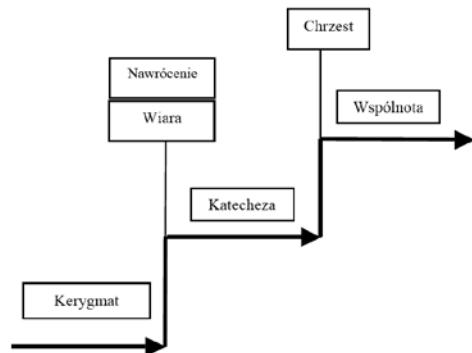 Chrzest
Nawrócenie
Wiara
Wspólnota
Katecheza
Kerygmat